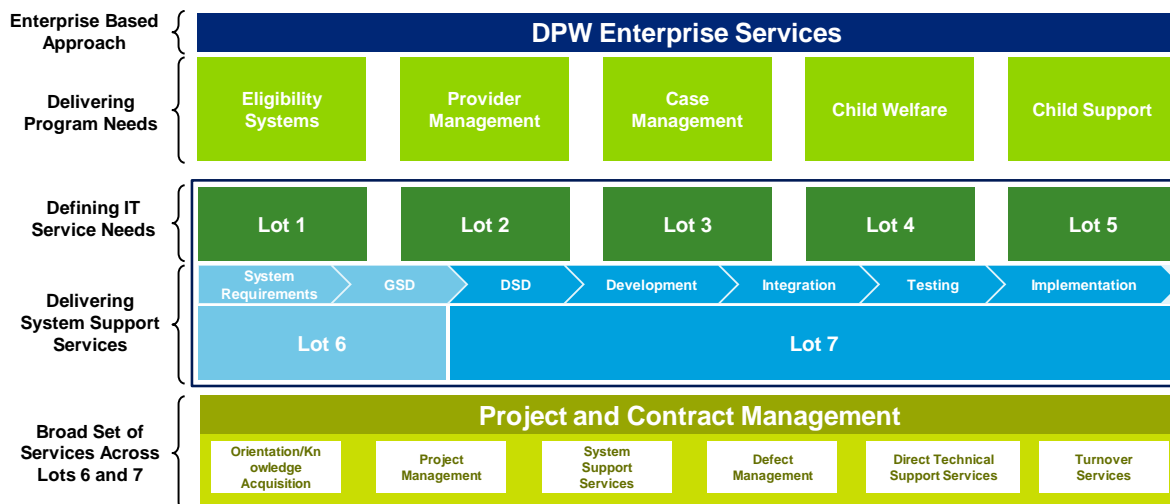 Enterprise Based
Approach
DPW Enterprise Services
Delivering
Program Needs
Eligibility
Systems
Provider
Management
Case
Management
Child Welfare
Child Support
Defining IT
Service Needs
Lot 1
Lot 2
Lot 3
Lot 4
Lot 5
Delivering
System Support
Services
System
Requirements
GSD
DSD
Development
Integration
Testing
Implementation
Lot 6
Lot 7
Broad Set of
Services Across
Lots 6 and 7
Project and Contract Management
Orientation/Kn
owledge
Acquisition
Project
Management
System
Support
Services
Defect
Management
Direct Technical
Support Services
Turnover
Services